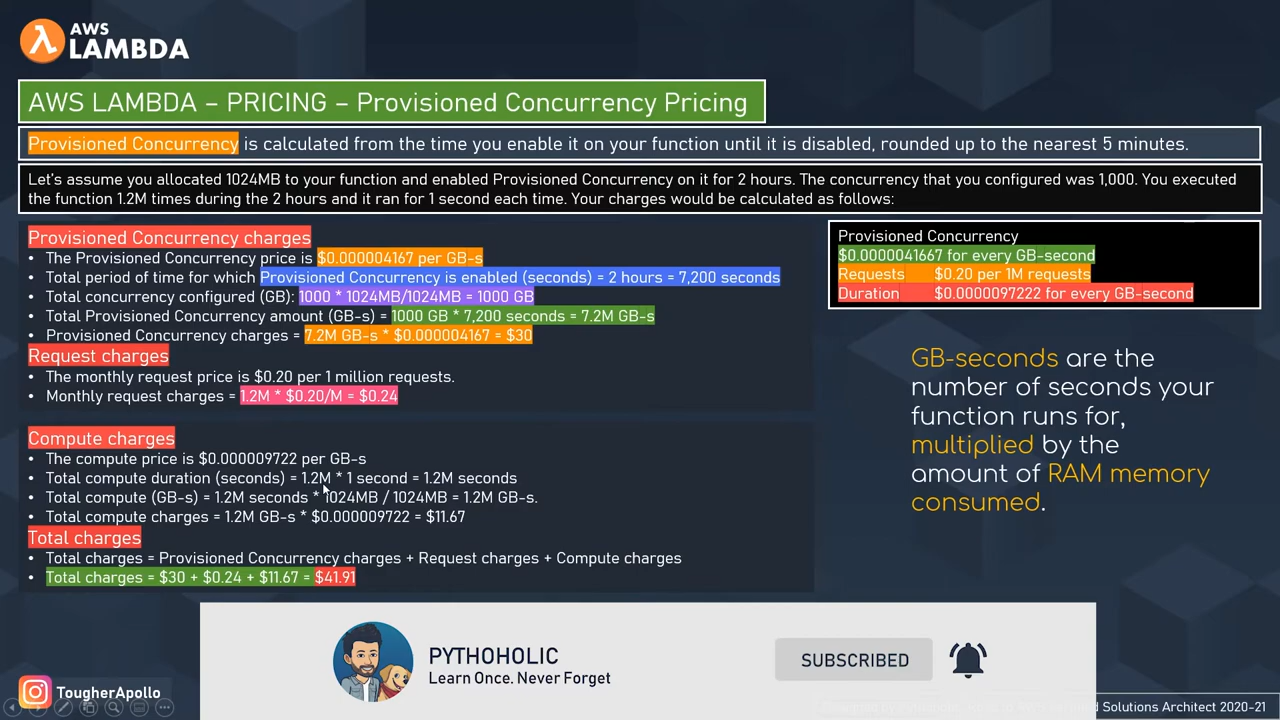 AWS
LAMBDA
AWS LAMBDA – PRICING – Provisioned Concurrency Pricing
Provisioned Concurrency is calculated from the time you enable it on your function until it is disabled, rounded up to the nearest 5 minutes.
Let's assume you allocated 1024MB to your function and enabled Provisioned Concurrency on it for 2 hours. The concurrency that you configured was 1,000. You executed
the function 1.2M times during the 2 hours and it ran for 1 second each time. Your charges would be calculated as follows:
Provisioned Concurrency charges
• The Provisioned Concurrency price is $0.000004167 per GB-s
• Total period of time for which Provisioned Concurrency is enabled (seconds) = 2 hours = 7,200 seconds
• Total concurrency configured (GB): 1000 * 1024MB/1024MB = 1000 GB
• Total Provisioned Concurrency amount (GB-s) = 1000 GB * 7,200 seconds = 7.2M GB-s
• Provisioned Concurrency charges = 7.2M GB-s * $0.000004167 = $30
Request charges
• The monthly request price is $0.20 per 1 million requests.
• Monthly request charges = 1.2M * $0.20/M = $0.24
Compute charges
• The compute price is $0.000009722 per GB-s
• Total compute duration (seconds) = 1.2M * 1 second = 1.2M seconds
• Total compute (GB-s) = 1.2M seconds * 1024MB / 1024MB = 1.2M GB-s.
• Total compute charges = 1.2M GB-s * $0.000009722 = $11.67
Total charges
• Total charges = Provisioned Concurrency charges + Request charges + Compute charges
• Total charges = $30 + $0.24 + $11.67 = $41.91
Provisioned Concurrency
$0.0000041667 for every GB-second
Requests $0.20 per 1M requests
Duration $0.0000097222 for every GB-second
GB-seconds are the
number of seconds your
function runs for,
multiplied by the
amount of RAM memory
consumed.
PYTHOHOLIC
Learn Once. Never Forget
SUBSCRIBED
TougherApollo
d Solutions Architect 2020-21